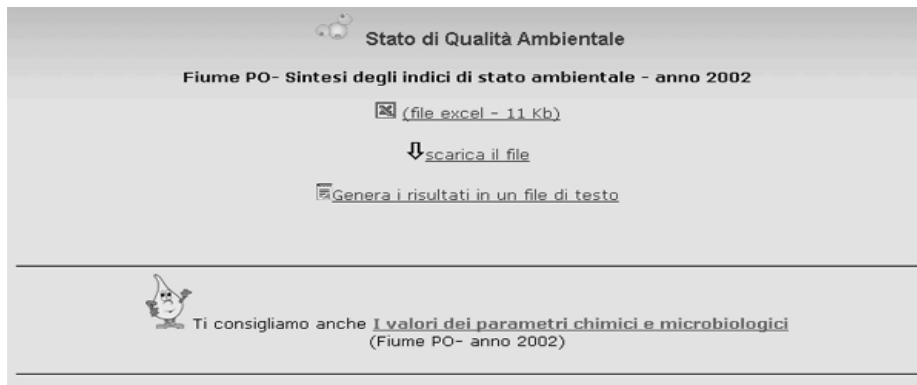 Stato di Qualità Ambientale
Fiume PO- Sintesi degli indici di stato ambientale - anno 2002
(file excel - 11 Kb)
scarica il file
Genera i risultati in un file di testo
Ti consigliamo anche I valori dei parametri chimici e microbiologici
(Fiume PO- anno 2002)